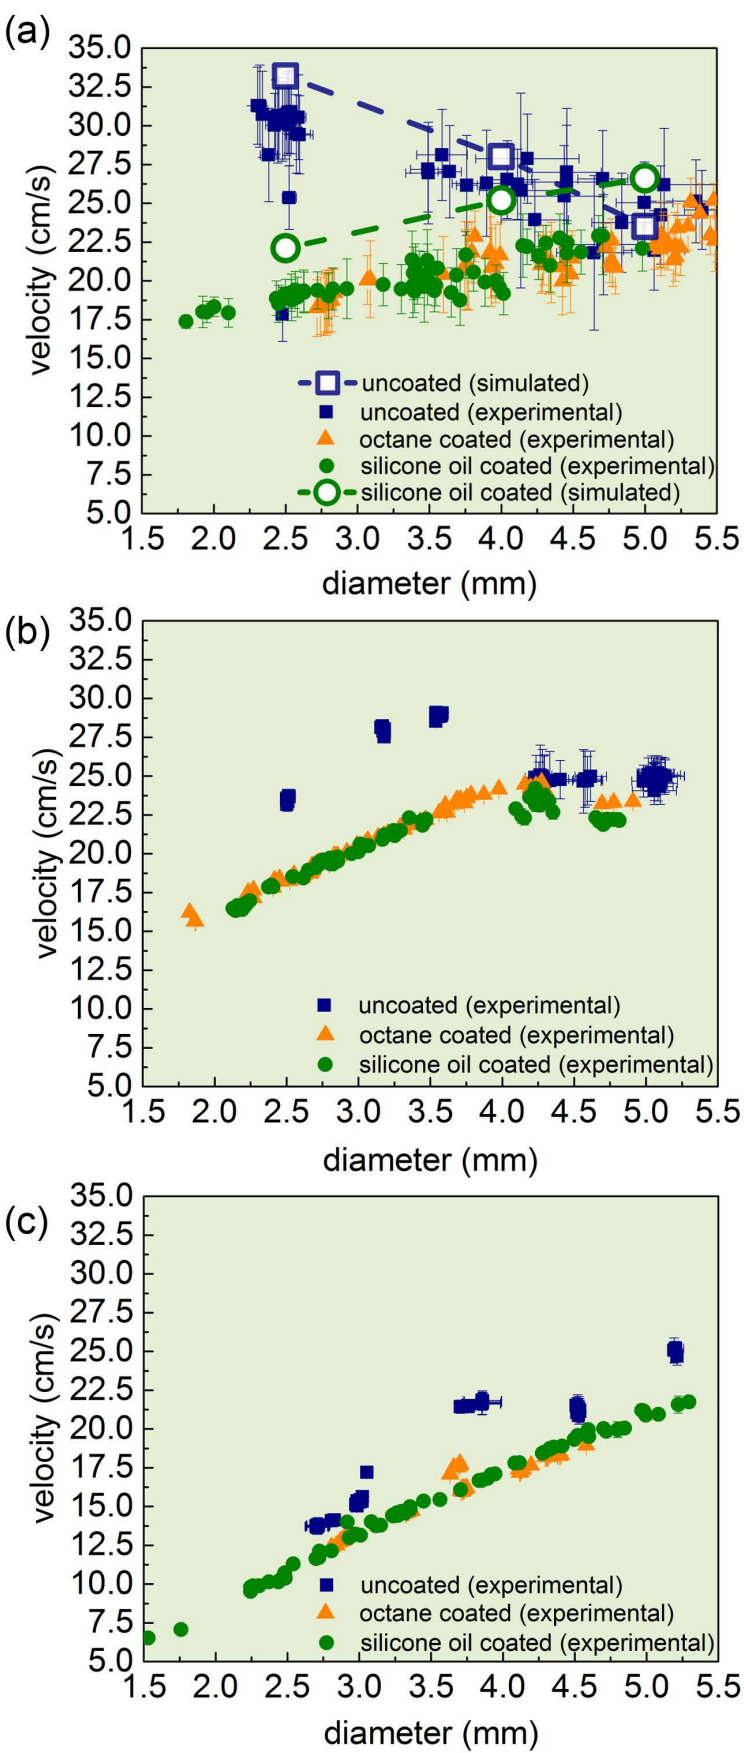 (a)
35.0
32.5
30.0
27.5
25.0
22.5
20.0
17.5
15.0
12.5
10.0
7.5
5.0
velocity (cm/s)
uncoated (simulated)
uncoated (experimental)
octane coated (experimental)
silicone oil coated (experimental)
silicone oil coated (simulated)
1.5 2.0 2.5 3.0 3.5 4.0 4.5 5.0 5.5
diameter (mm)
(b)
35.0
32.5
30.0
27.5
25.0
22.5
20.0
17.5
15.0
12.5
10.0
7.5
5.0
velocity (cm/s)
uncoated (experimental)
octane coated (experimental)
silicone oil coated (experimental)
1.5 2.0 2.5 3.0 3.5 4.0 4.5 5.0 5.5
diameter (mm)
(c)
35.0
32.5
30.0
27.5
25.0
22.5
20.0
17.5
15.0
12.5
10.0
7.5
5.0
velocity (cm/s)
uncoated (experimental)
octane coated (experimental)
silicone oil coated (experimental)
1.5 2.0 2.5 3.0 3.5 4.0 4.5 5.0 5.5
diameter (mm)